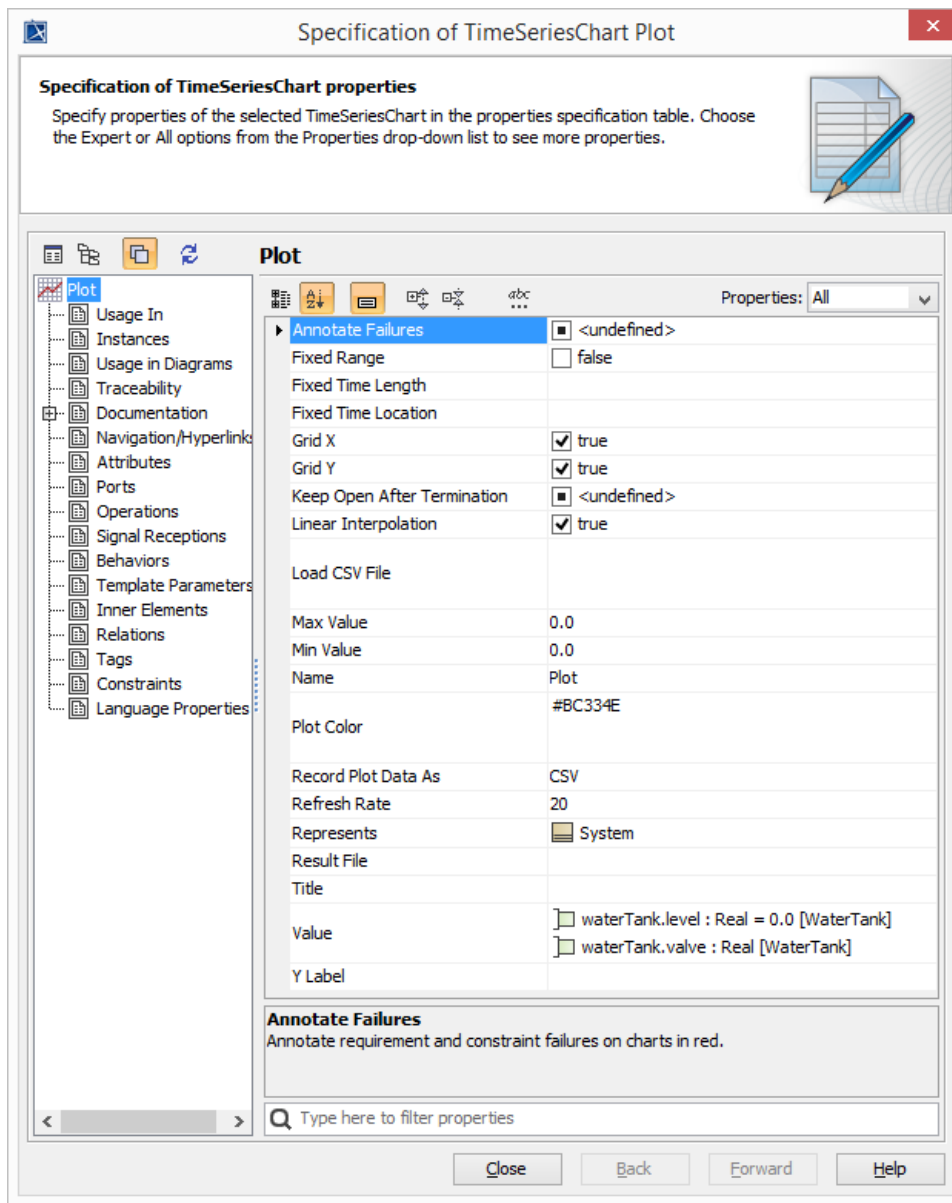 Specification of TimeSeriesChart Plot
Specification of TimeSeriesChart properties
Specify properties of the selected TimeSeriesChart in the properties specification table. Choose
the Expert or All options from the Properties drop-down list to see more properties.
Plot
Plot
Usage In
Instances
Usage in Diagrams
Traceability
Documentation
Navigation/Hyperlinks
Attributes
Ports
Operations
Signal Receptions
Behaviors
Template Parameters
Inner Elements
Relations
Tags
Constraints
Language Properties
Properties: All
Annotate Failures <undefined>
Fixed Range false
Fixed Time Length
Fixed Time Location
Grid X true
Grid Y true
Keep Open After Termination <undefined>
Linear Interpolation true
Load CSV File
Max Value 0.0
Min Value 0.0
Name Plot
Plot Color #BC334E
Record Plot Data As CSV
Refresh Rate 20
Represents System
Result File
Title
Value waterTank.level : Real = 0.0 [WaterTank]
waterTank.valve : Real [WaterTank]
Y Label
Annotate Failures
Annotate requirement and constraint failures on charts in red.
Type here to filter properties
Close Back Forward Help